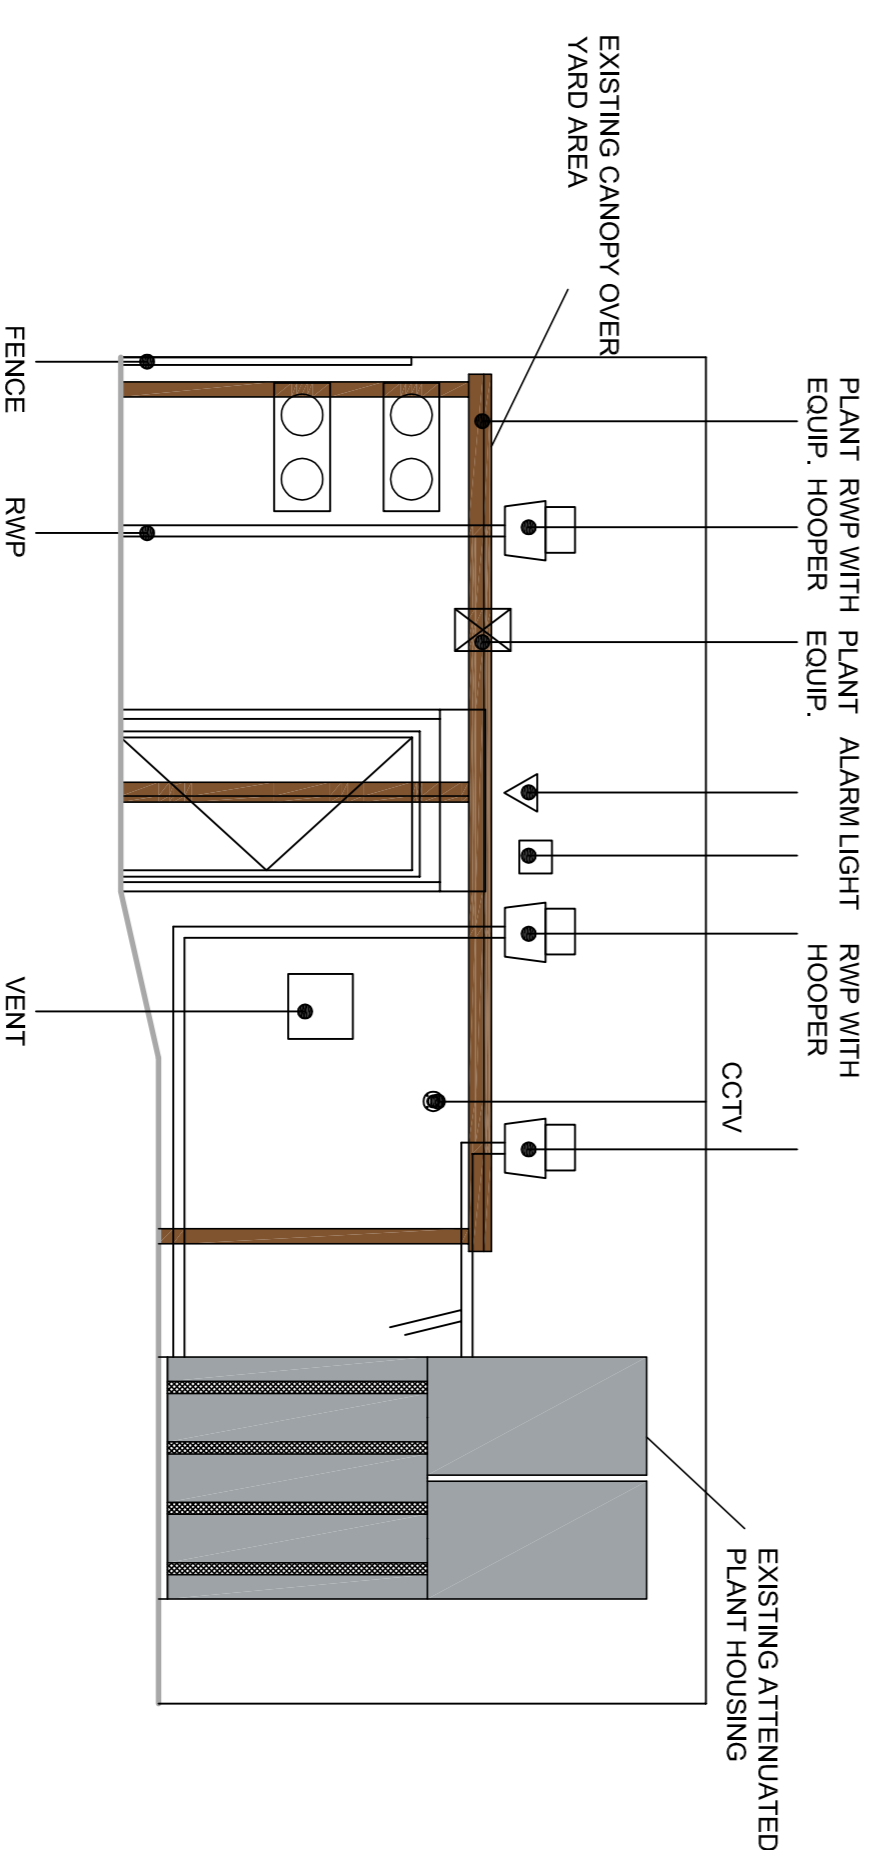 PLANT
EQUIP.
RWP WITH
HOOPER
PLANT
EQUIP.
ALARM
LIGHT
RWP WITH
HOOPER
EXISTING ATTENUATED
PLANT HOUSING
CCTV
EXISTING CANOPY OVER
YARD AREA
FENCE
RWP
VENT